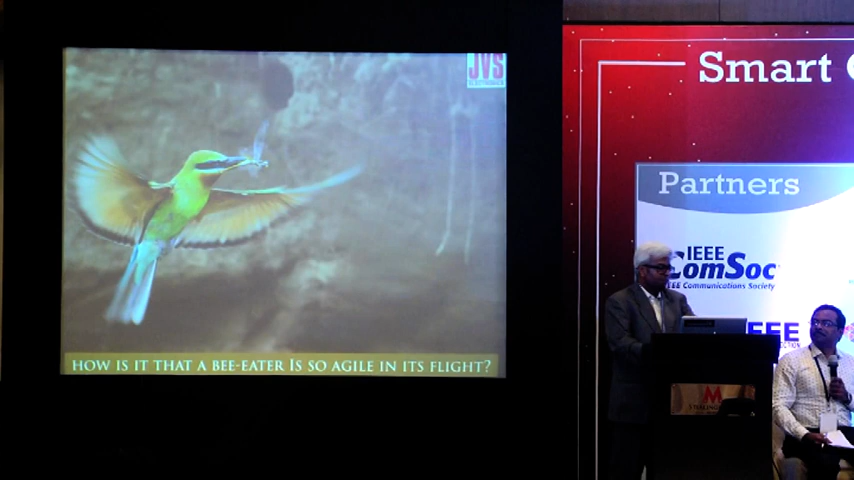 JVS
ELECTRONICS
HOW IS IT THAT A BEE-EATER IS SO AGILE IN ITS FLIGHT?
Smart
Partners
IEEE
ComSoc
IEEE Communications Society
IEEE
M